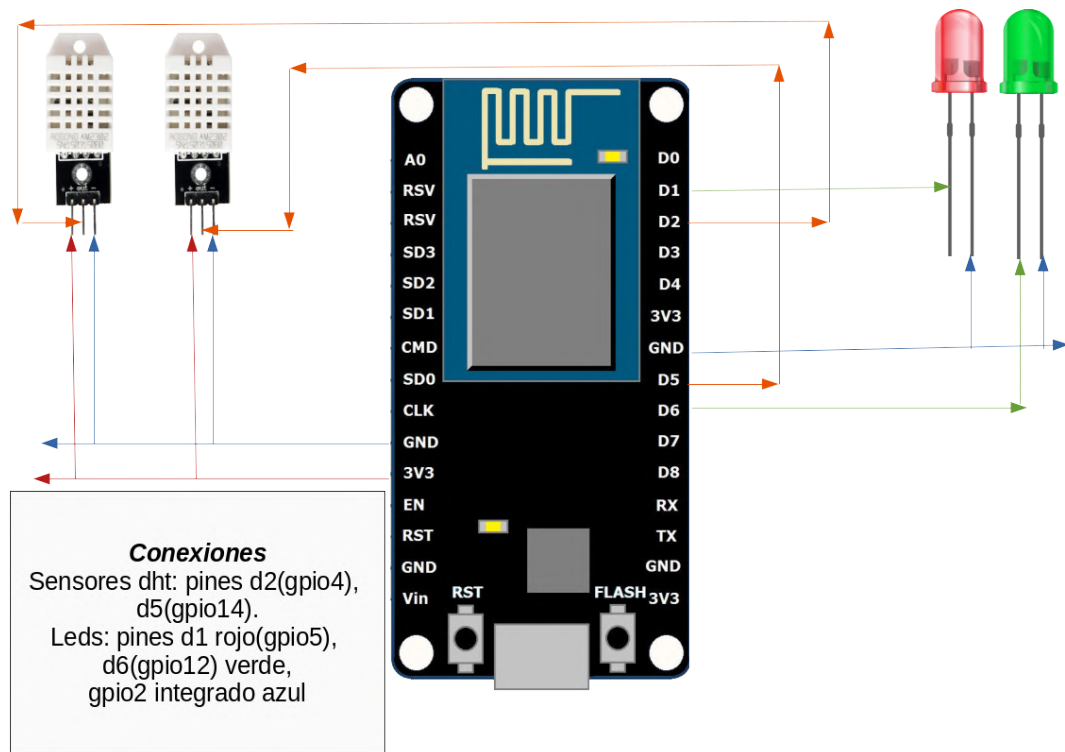 A0
RSV
RSV
SD3
SD2
SD1
CMD
SD0
CLK
GND
3V3
EN
RST
GND
Vin
D0
D1
D2
D3
D4
3V3
GND
D5
D6
D7
D8
RX
TX
GND
3V3
RST
FLASH
+ out -
+ out -
Conexiones
Sensores dht: pines d2(gpio4),
d5(gpio14).
Leds: pines d1 rojo(gpio5),
d6(gpio12) verde,
gpio2 integrado azul